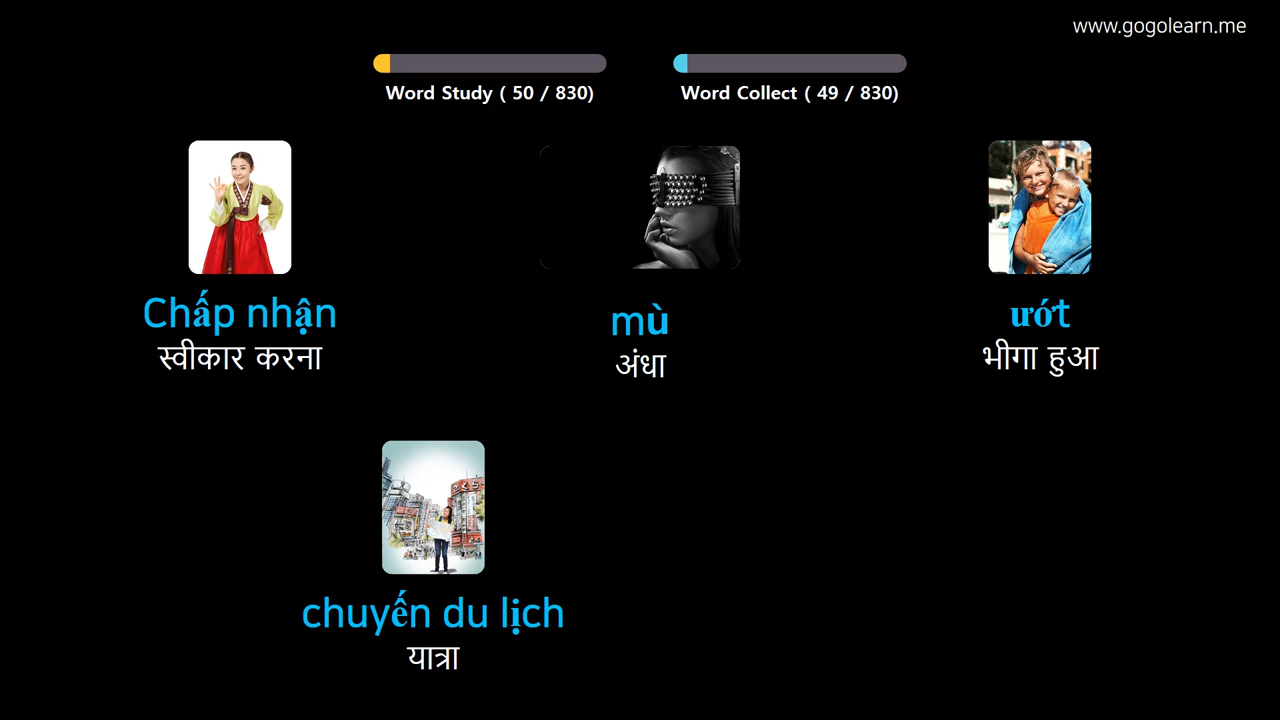 www.gogolearn.me
Word Study ( 50 / 830)
Word Collect ( 49 / 830)
Chấp nhận
स्वीकार करना
mù
अंधा
ướt
भीगा हुआ
chuyến du lịch
यात्रा